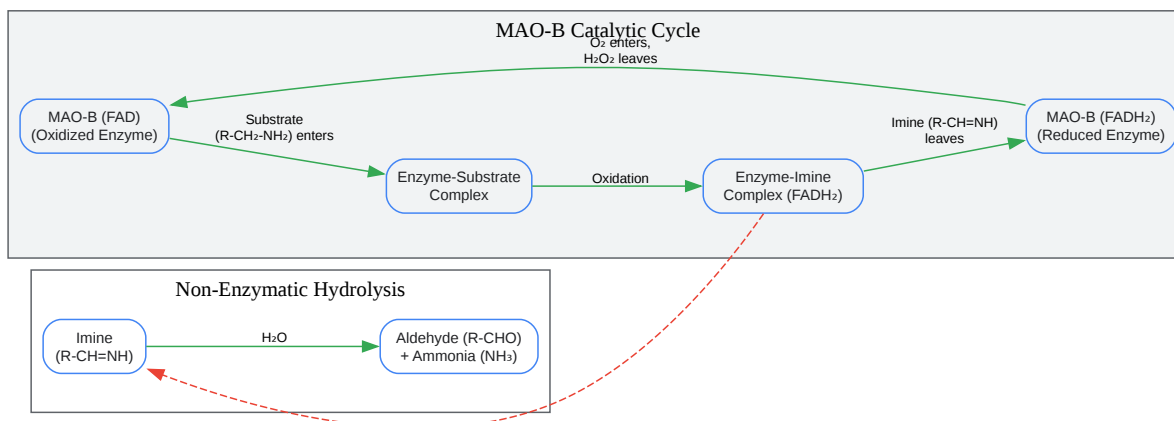 MAO-B Catalytic Cycle
O₂ enters,
H₂O₂ leaves
MAO-B (FAD)
(Oxidized Enzyme)
Substrate
(R-CH₂-NH₂) enters
Enzyme-Substrate
Complex
Oxidation
Enzyme-Imine
Complex (FADH₂)
Imine (R-CH=NH)
leaves
MAO-B (FADH₂)
(Reduced Enzyme)
Non-Enzymatic Hydrolysis
Imine
(R-CH=NH)
H₂O
Aldehyde (R-CHO)
+ Ammonia (NH₃)